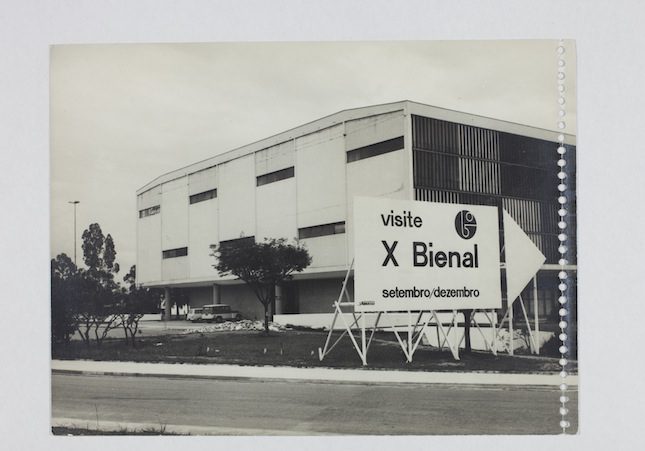 visite
X Bienal
setembro/dezembro